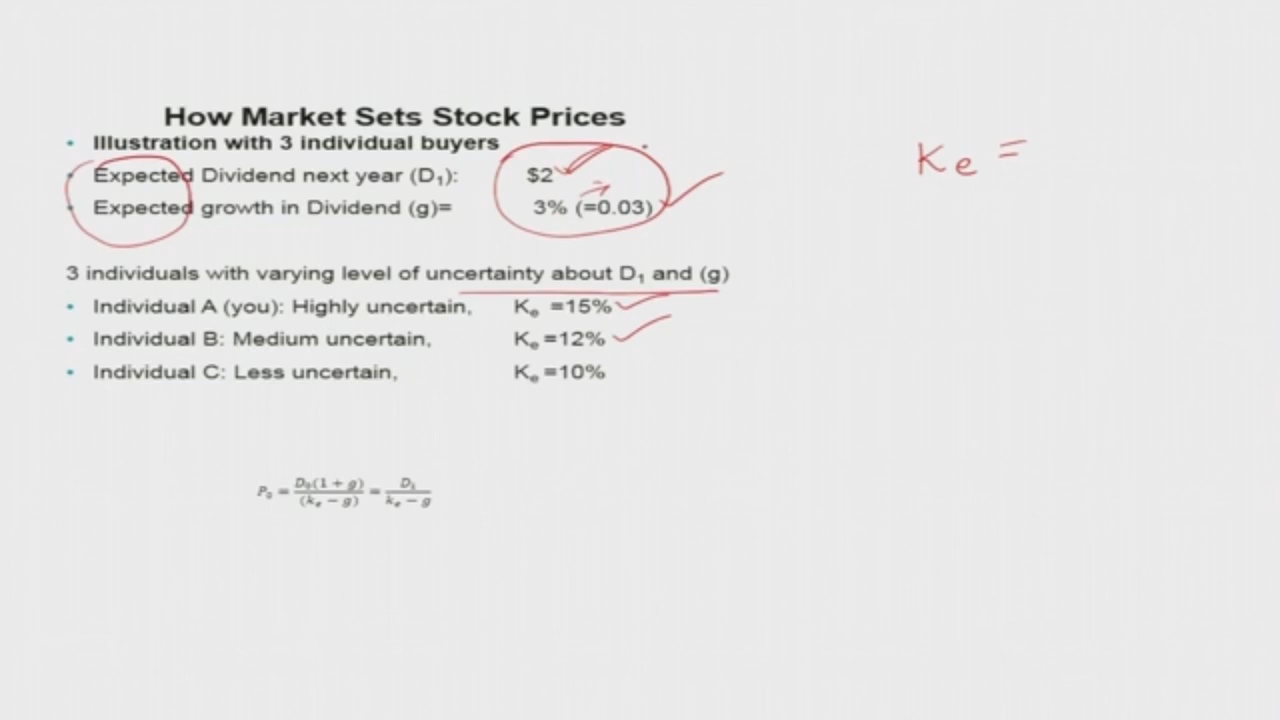 How Market Sets Stock Prices
• Illustration with 3 individual buyers
• Expected Dividend next year (D₁): $2
• Expected growth in Dividend (g)= 3% (=0.03)
Ke =
3 individuals with varying level of uncertainty about D₁ and (g)
• Individual A (you): Highly uncertain, Kₑ =15%
• Individual B: Medium uncertain, Kₑ =12%
• Individual C: Less uncertain, Kₑ =10%
P₀ = D₀(1 + g)/(kₑ − g) = D₁/kₑ − g